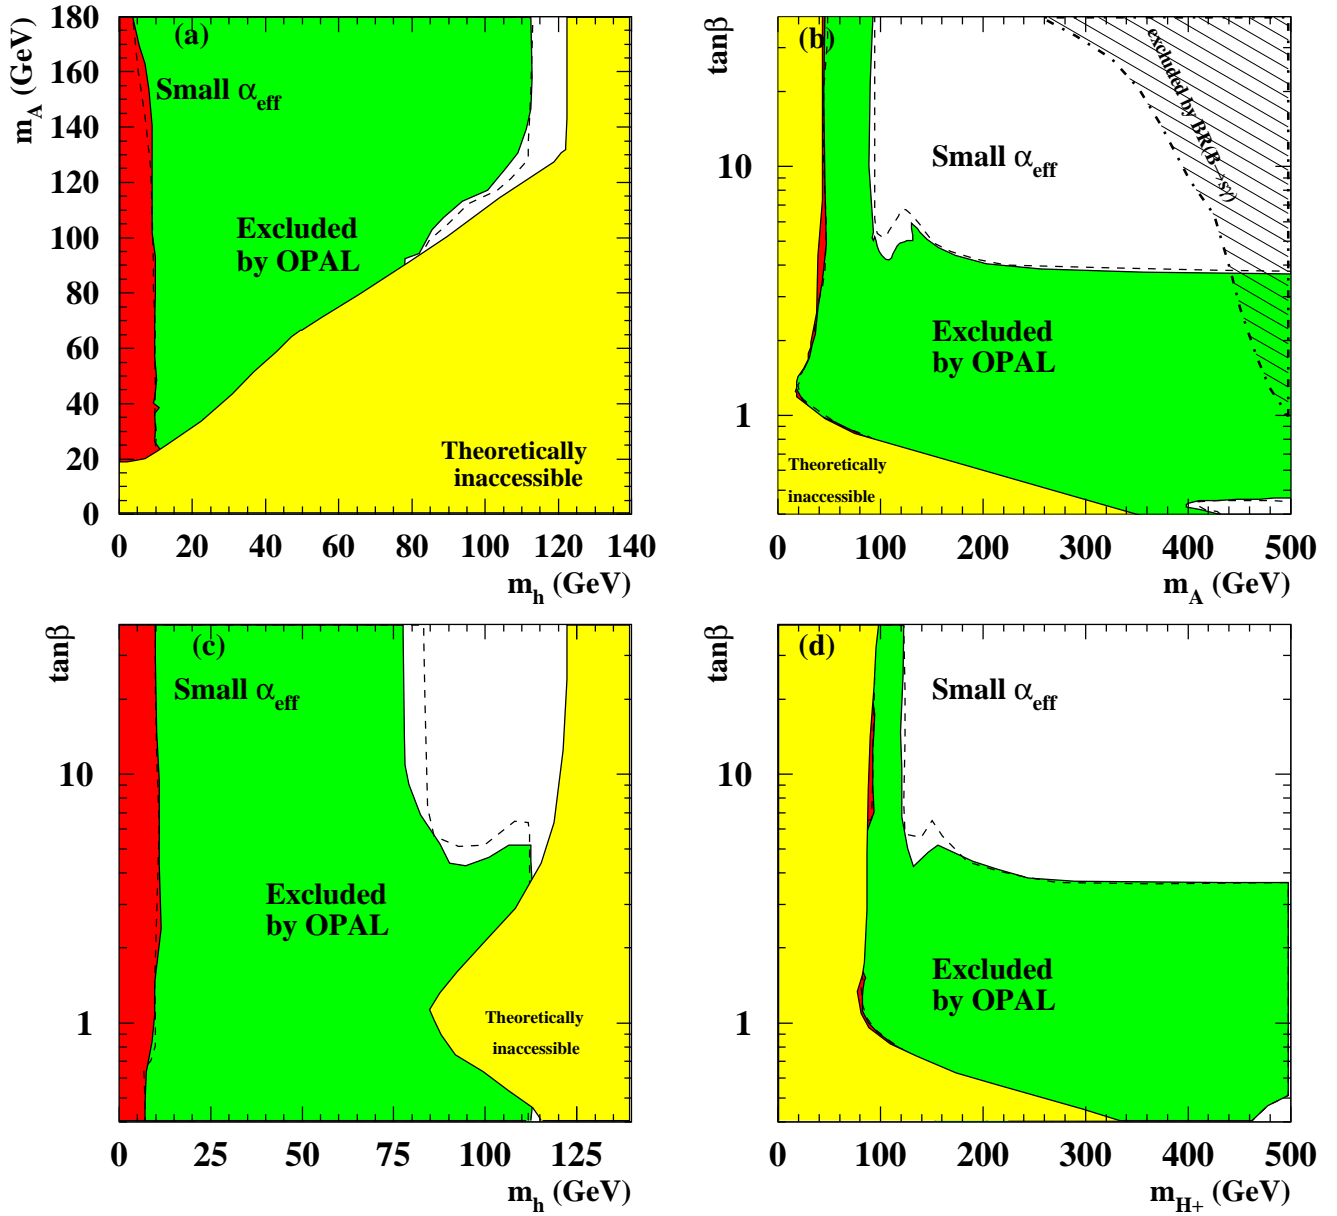 m_A (GeV)
180
160
140
120
100
80
60
40
20
0
(a)
Small α_eff
Excluded
by OPAL
Theoretically
inaccessible
0 20 40 60 80 100 120 140
m_h (GeV)
tanβ
10
1
(b)
excluded by BR(B→sγ)
Small α_eff
Excluded
by OPAL
Theoretically
inaccessible
0 100 200 300 400 500
m_A (GeV)
tanβ
10
1
(c)
Small α_eff
Excluded
by OPAL
Theoretically
inaccessible
0 25 50 75 100 125
m_h (GeV)
tanβ
10
1
(d)
Small α_eff
Excluded
by OPAL
0 100 200 300 400 500
m_H+ (GeV)